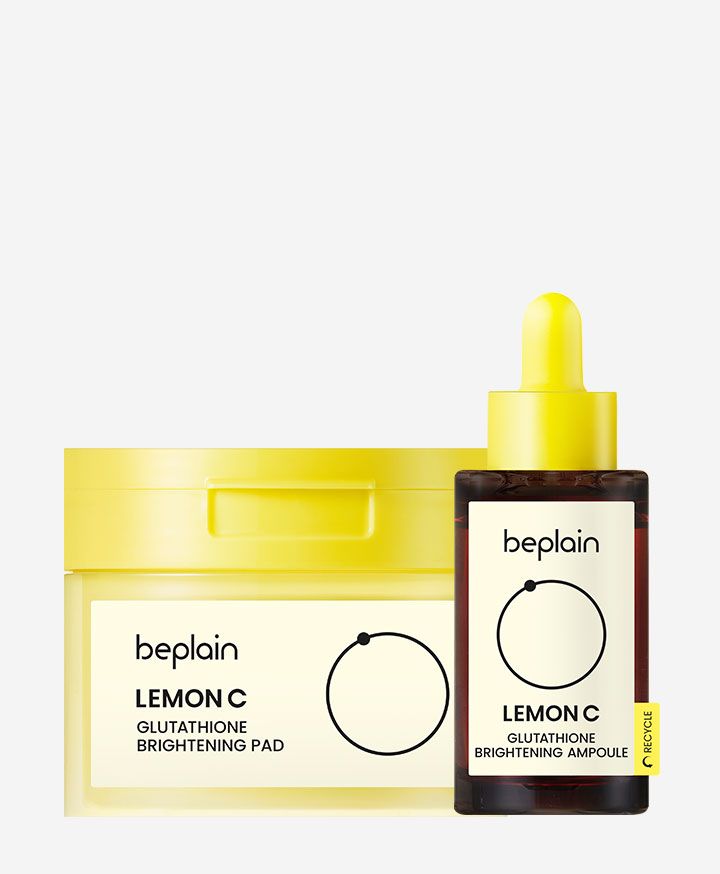 beplain
LEMON C
GLUTATHIONE
BRIGHTENING PAD
beplain
LEMON C
GLUTATHIONE
BRIGHTENING AMPOULE
RECYCLE